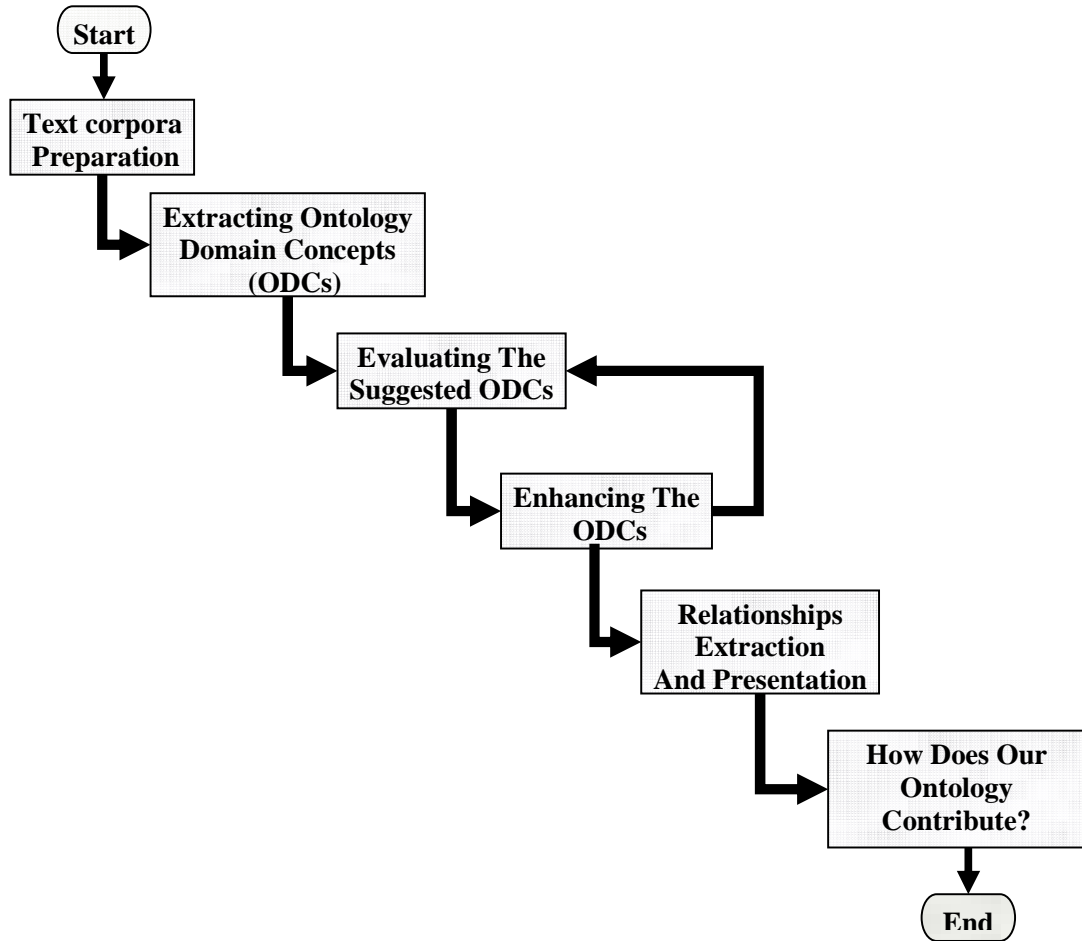 Start
Text corpora
Preparation
Extracting Ontology
Domain Concepts
(ODCs)
Evaluating The
Suggested ODCs
Enhancing The
ODCs
Relationships
Extraction
And Presentation
How Does Our
Ontology
Contribute?
End